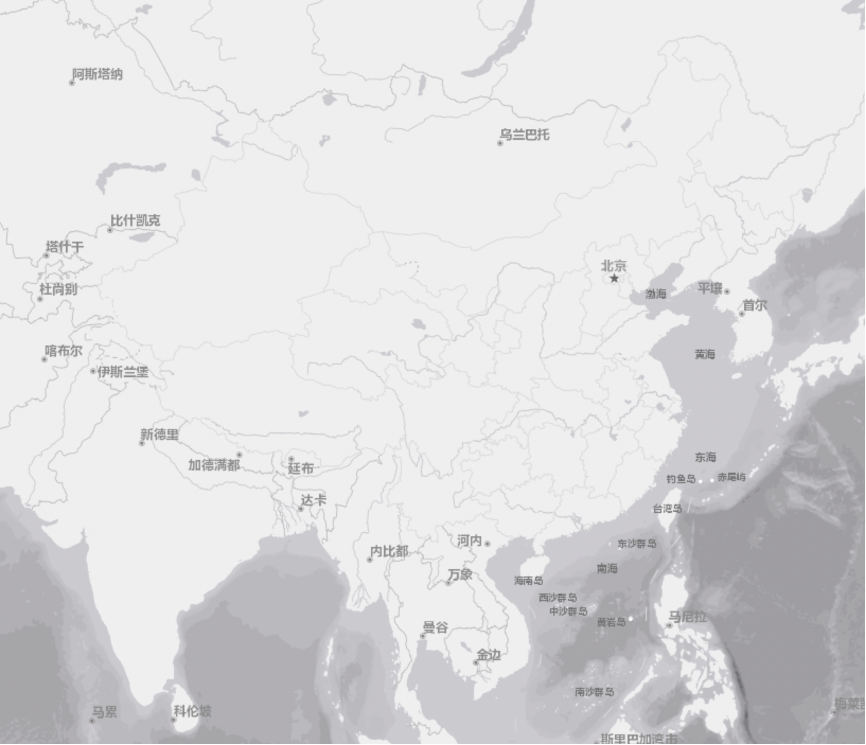 阿斯塔纳
乌兰巴托
比什凯克
塔什干
北京
杜尚别
渤海
平壤
首尔
喀布尔
黄海
伊斯兰堡
新德里
加德满都
廷布
东海
钓鱼岛
赤尾屿
达卡
台湾岛
河内
东沙群岛
内比都
南海
万象
海南岛
西沙群岛
中沙群岛
黄岩岛
马尼拉
曼谷
金边
南沙群岛
马累
科伦坡
斯里巴加湾市